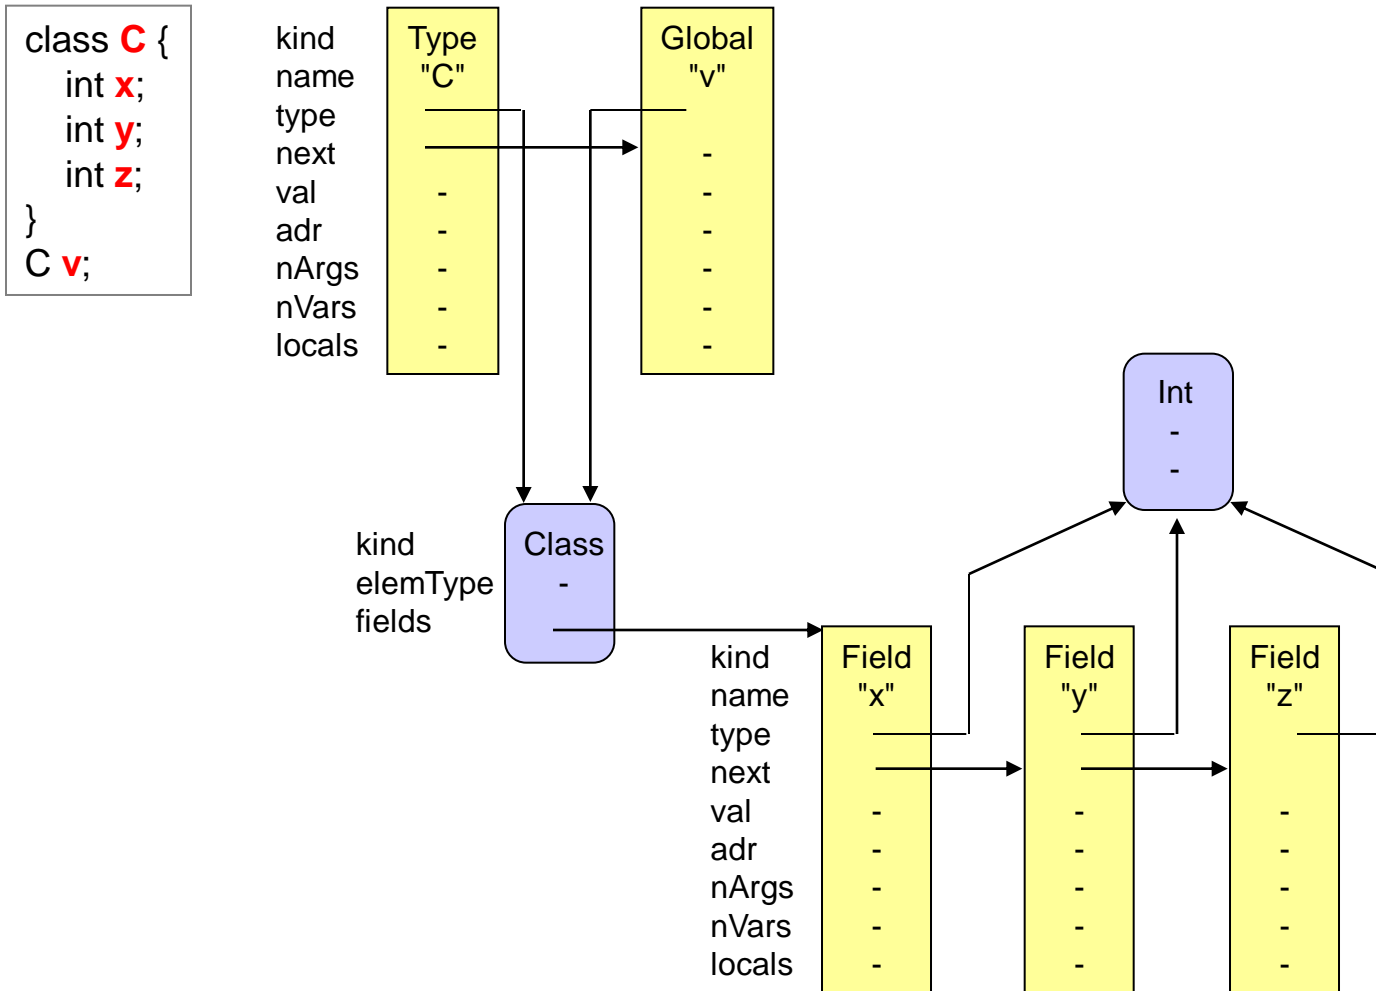 class C {
int x;
int y;
int z;
}
C v;
kind Type Global
name "C" "v"
type
next -
val - -
adr - -
nArgs - -
nVars - -
locals - -
Int
-
-
kind Class
elemType -
fields
kind Field Field Field
name "x" "y" "z"
type
next
val - - -
adr - - -
nArgs - - -
nVars - - -
locals - - -